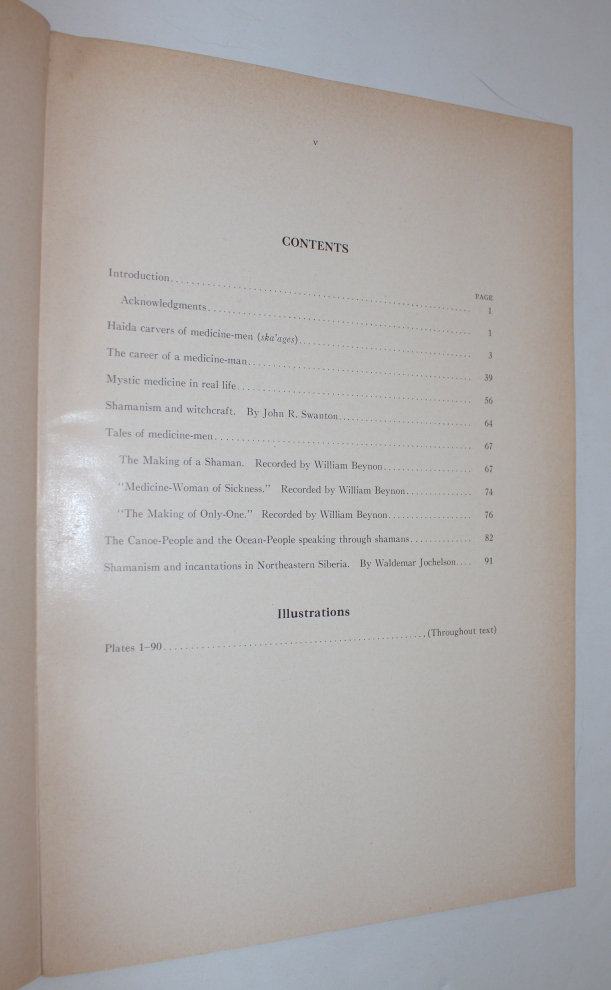 v
CONTENTS
PAGE
Introduction........................................ 1
Acknowledgments........................................ 1
Haida carvers of medicine-men (ska'ages)........................................ 3
The career of a medicine-man........................................ 39
Mystic medicine in real life........................................ 56
Shamanism and witchcraft. By John R. Swanton........................................ 64
Tales of medicine-men........................................ 67
The Making of a Shaman. Recorded by William Beynon.................... 67
"Medicine-Woman of Sickness." Recorded by William Beynon............... 74
"The Making of Only-One." Recorded by William Beynon................... 76
The Canoe-People and the Ocean-People speaking through shamans.............. 82
Shamanism and incantations in Northeastern Siberia. By Waldemar Jochelson.... 91
Illustrations
Plates 1–90........................................(Throughout text)